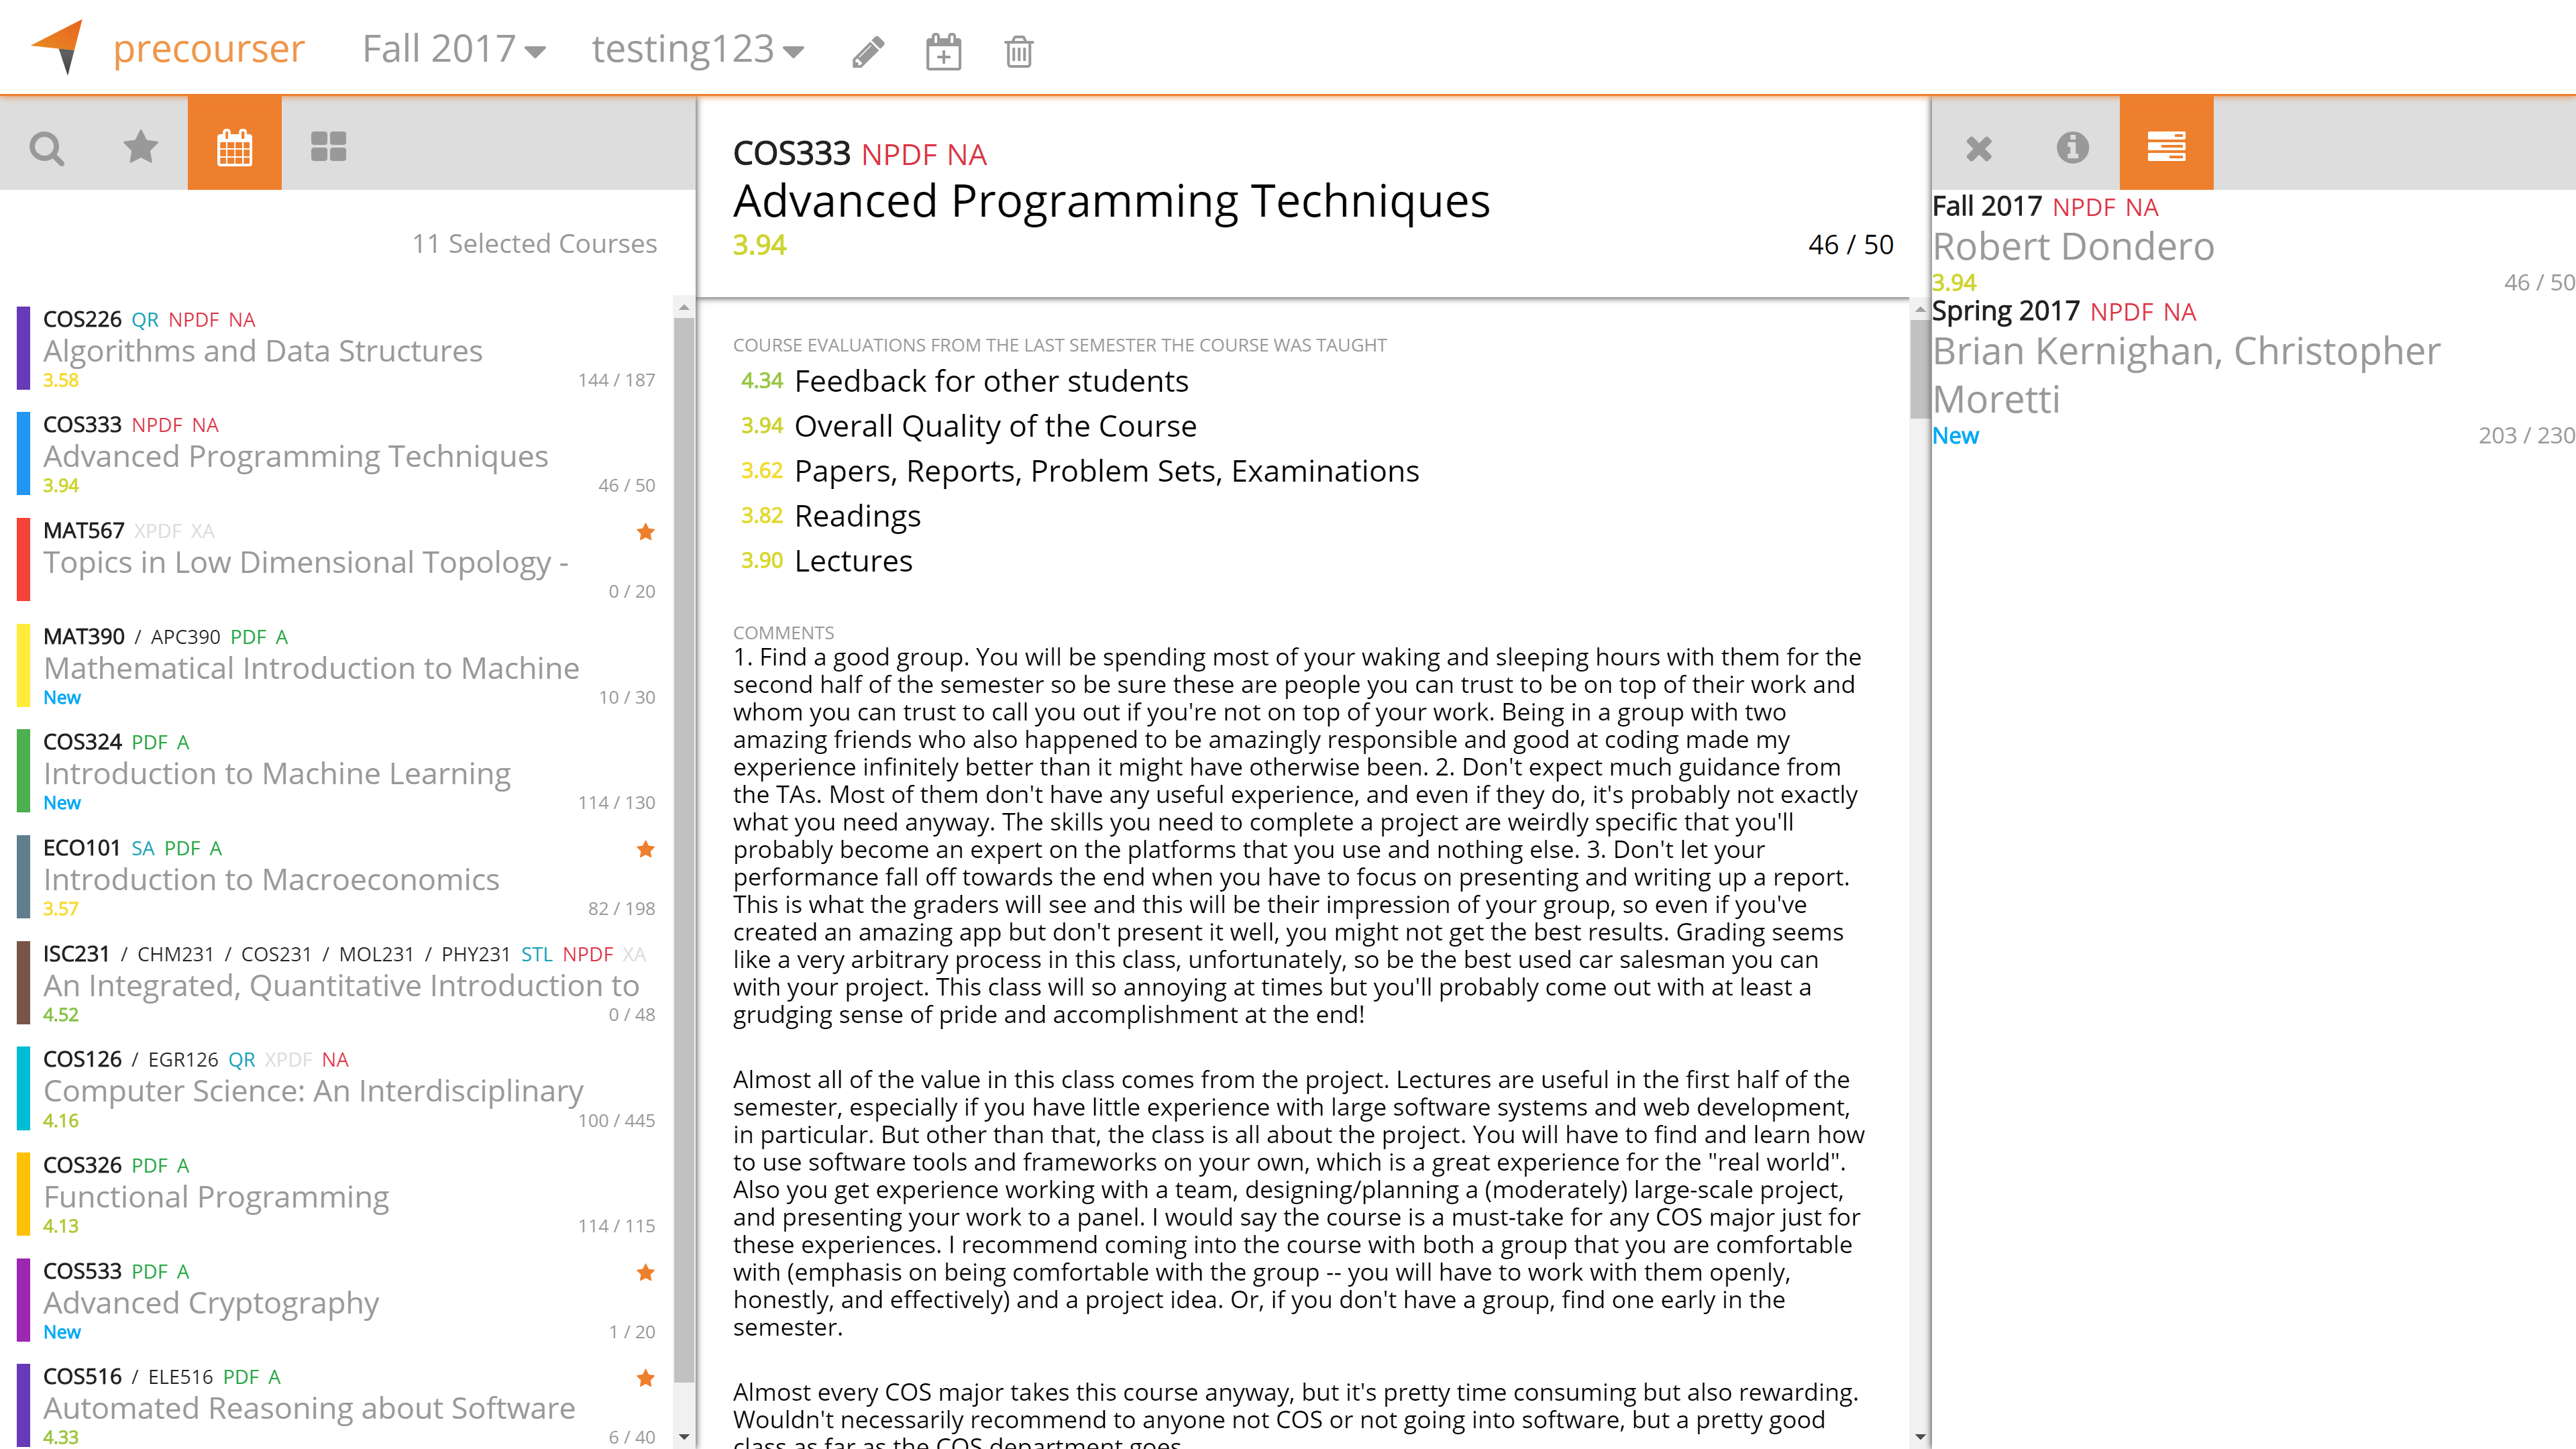 precourser Fall 2017 testing123
11 Selected Courses
COS226 QR NPDF NA
Algorithms and Data Structures
3.58 144 / 187
COS333 NPDF NA
Advanced Programming Techniques
3.94 46 / 50
MAT567 XPDF XA
Topics in Low Dimensional Topology -
0 / 20
MAT390 / APC390 PDF A
Mathematical Introduction to Machine
New 10 / 30
COS324 PDF A
Introduction to Machine Learning
New 114 / 130
ECO101 SA PDF A
Introduction to Macroeconomics
3.57 82 / 198
ISC231 / CHM231 / COS231 / MOL231 / PHY231 STL NPDF XA
An Integrated, Quantitative Introduction to
4.52 0 / 48
COS126 / EGR126 QR XPDF NA
Computer Science: An Interdisciplinary
4.16 100 / 445
COS326 PDF A
Functional Programming
4.13 114 / 115
COS533 PDF A
Advanced Cryptography
New 1 / 20
COS516 / ELE516 PDF A
Automated Reasoning about Software
4.33 6 / 40
COS333 NPDF NA
Advanced Programming Techniques
3.94 46 / 50
COURSE EVALUATIONS FROM THE LAST SEMESTER THE COURSE WAS TAUGHT
4.34 Feedback for other students
3.94 Overall Quality of the Course
3.62 Papers, Reports, Problem Sets, Examinations
3.82 Readings
3.90 Lectures
COMMENTS
1. Find a good group. You will be spending most of your waking and sleeping hours with them for the
second half of the semester so be sure these are people you can trust to be on top of their work and
whom you can trust to call you out if you're not on top of your work. Being in a group with two
amazing friends who also happened to be amazingly responsible and good at coding made my
experience infinitely better than it might have otherwise been. 2. Don't expect much guidance from
the TAs. Most of them don't have any useful experience, and even if they do, it's probably not exactly
what you need anyway. The skills you need to complete a project are weirdly specific that you'll
probably become an expert on the platforms that you use and nothing else. 3. Don't let your
performance fall off towards the end when you have to focus on presenting and writing up a report.
This is what the graders will see and this will be their impression of your group, so even if you've
created an amazing app but don't present it well, you might not get the best results. Grading seems
like a very arbitrary process in this class, unfortunately, so be the best used car salesman you can
with your project. This class will so annoying at times but you'll probably come out with at least a
grudging sense of pride and accomplishment at the end!
Almost all of the value in this class comes from the project. Lectures are useful in the first half of the
semester, especially if you have little experience with large software systems and web development,
in particular. But other than that, the class is all about the project. You will have to find and learn how
to use software tools and frameworks on your own, which is a great experience for the "real world".
Also you get experience working with a team, designing/planning a (moderately) large-scale project,
and presenting your work to a panel. I would say the course is a must-take for any COS major just for
these experiences. I recommend coming into the course with both a group that you are comfortable
with (emphasis on being comfortable with the group -- you will have to work with them openly,
honestly, and effectively) and a project idea. Or, if you don't have a group, find one early in the
semester.
Almost every COS major takes this course anyway, but it's pretty time consuming but also rewarding.
Wouldn't necessarily recommend to anyone not COS or not going into software, but a pretty good
class as far as the COS department goes.
Fall 2017 NPDF NA
Robert Dondero
3.94 46 / 50
Spring 2017 NPDF NA
Brian Kernighan, Christopher
Moretti
New 203 / 230